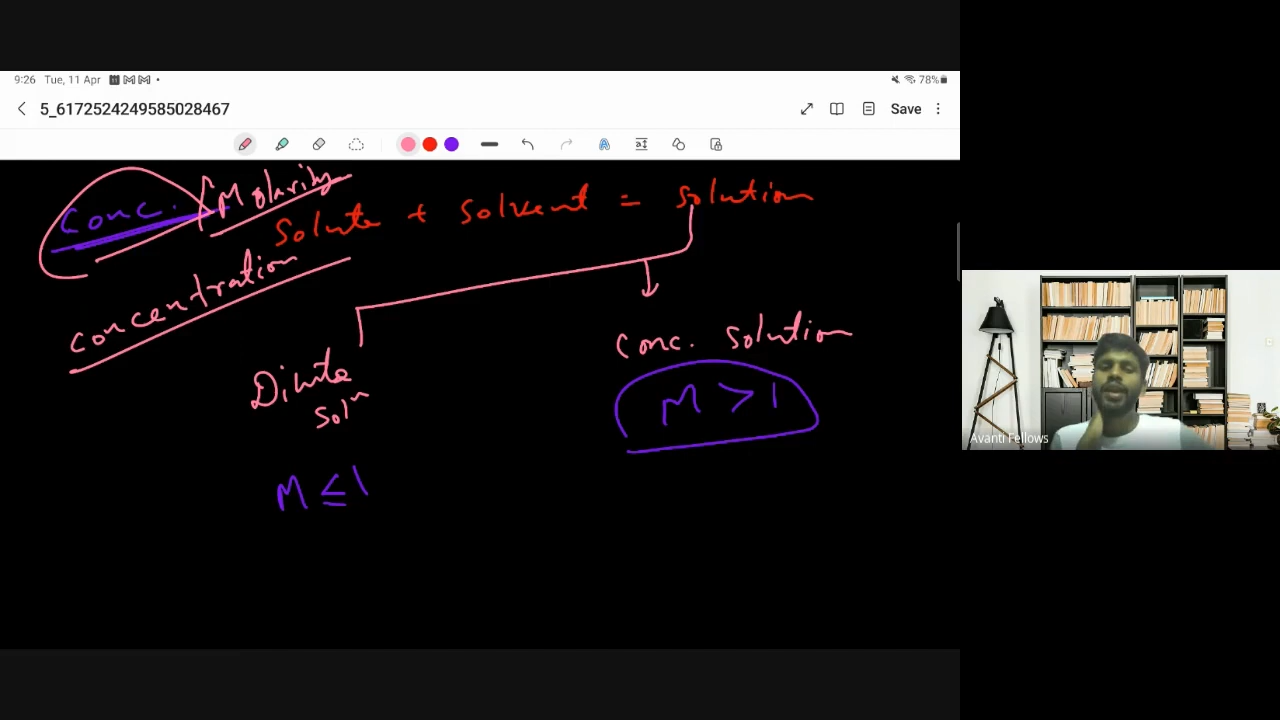 9:26 Tue, 11 Apr 78%
5_6172524249585028467
Save
Conc. Molarity
Solute + Solvent = Solution
Concentration
Conc. Solution
Dilute
Soln
M > 1
M ≤ 1
Avanti Fellows